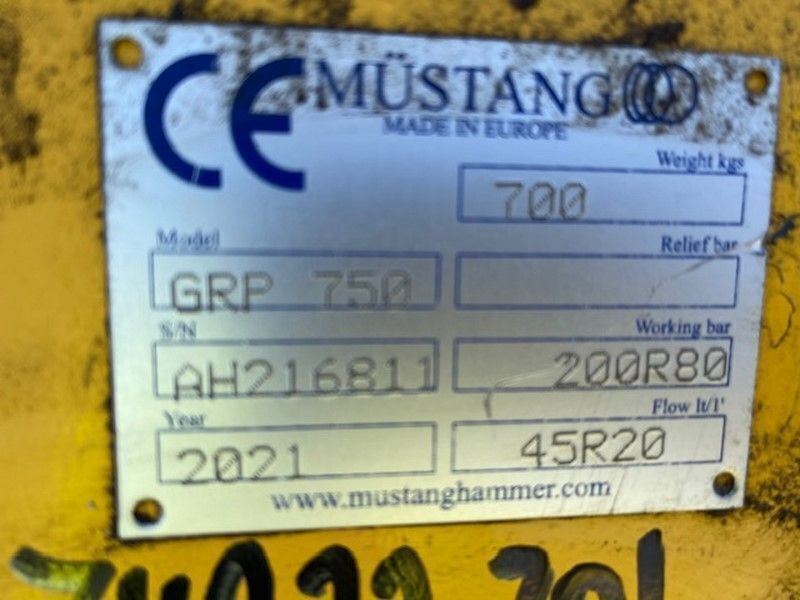 CE MÜSTANG
MADE IN EUROPE
Weight kgs
700
Model
Relief bar
GRP 750
S/N
Working bar
AH216811
200R80
Year
Flow lt/1'
2021
45R20
www.mustanghammer.com